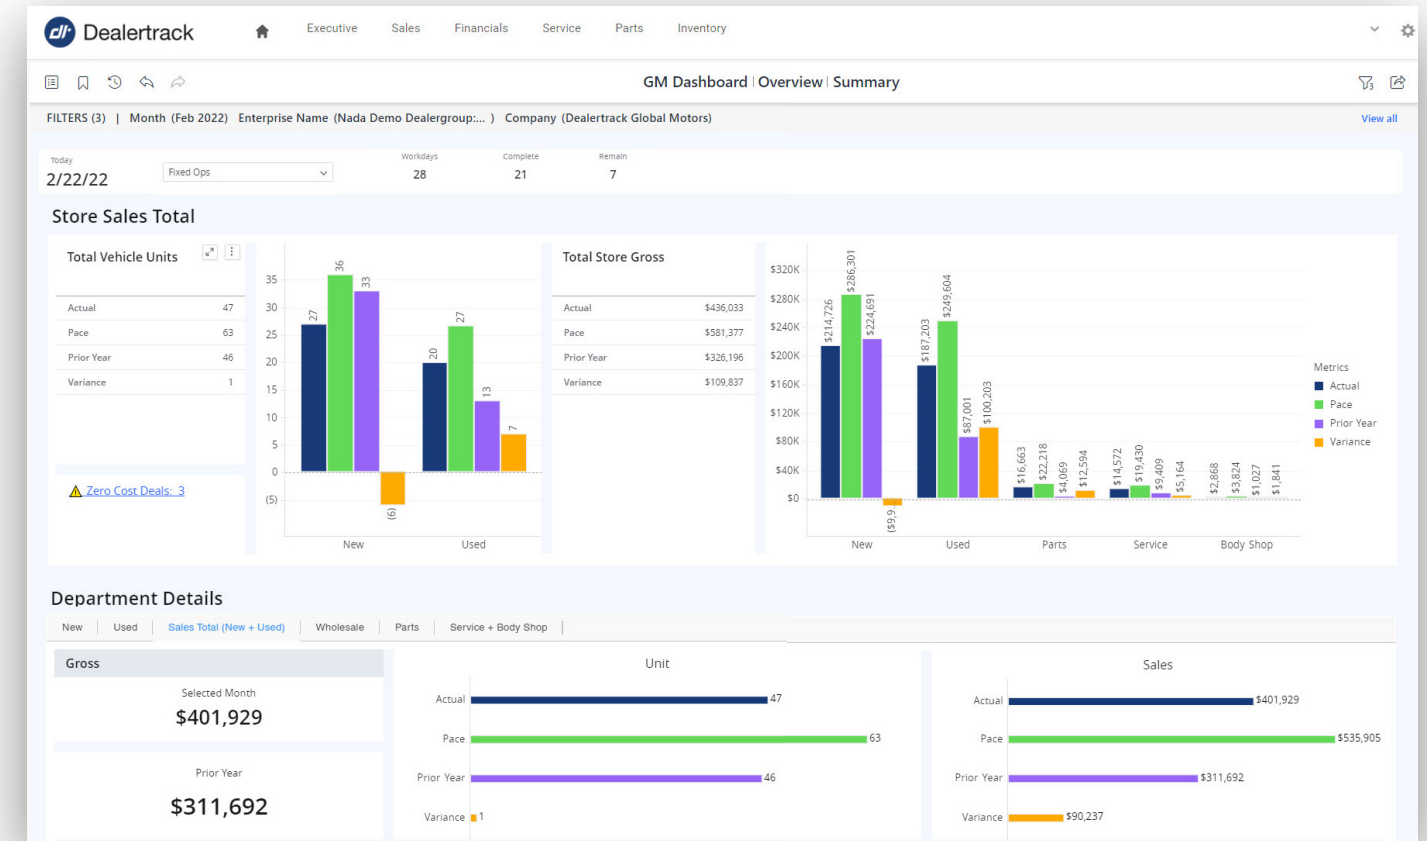 Dealertrack
Executive Sales Financials Service Parts Inventory
GM Dashboard | Overview | Summary
FILTERS (3) | Month (Feb 2022) Enterprise Name (Nada Demo Dealergroup:... ) Company (Dealertrack Global Motors) View all
Today Workdays Complete Remain
2/22/22 Fixed Ops 28 21 7
Store Sales Total
Total Vehicle Units
Actual 47
Pace 63
Prior Year 46
Variance 1
Zero Cost Deals: 3
35
30
25
20
15
10
5
0
(5)
27 36 33 (6)
20 27 13 7
New Used
Total Store Gross
Actual $436,033
Pace $581,377
Prior Year $326,196
Variance $109,837
$320K
$280K
$240K
$200K
$160K
$120K
$80K
$40K
$0
$214,726 $286,301 $224,691 ($9,9...
$187,203 $249,604 $87,001 $100,203
$16,663 $22,218 $4,069 $12,594
$14,572 $19,430 $9,409 $5,164
$2,868 $3,824 $1,027 $1,841
New Used Parts Service Body Shop
Metrics
Actual
Pace
Prior Year
Variance
Department Details
New Used Sales Total (New + Used) Wholesale Parts Service + Body Shop
Gross
Selected Month
$401,929
Prior Year
$311,692
Unit
Actual 47
Pace 63
Prior Year 46
Variance 1
Sales
Actual $401,929
Pace $535,905
Prior Year $311,692
Variance $90,237